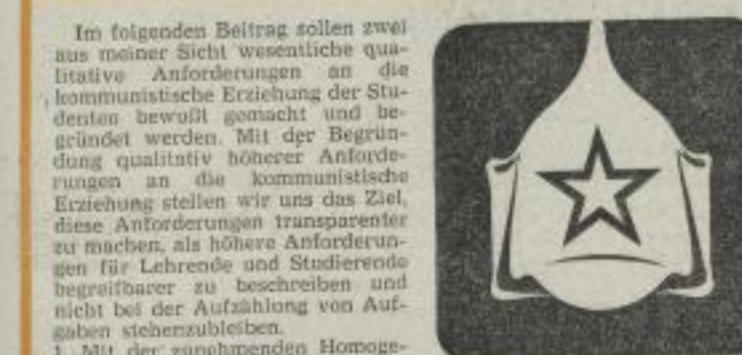 Im folgenden Beitrag sollen zwei
aus meiner Sicht wesentliche qua-
litative Anforderungen an die
kommunistische Erziehung der Stu-
denten bewußt gemacht und be-
gründet werden. Mit der Begrün-
dung qualitativ höherer Anforde-
rungen an die kommunistische
Erziehung stellen wir uns das Ziel,
diese Anforderungen transparenter
zu machen, als höhere Anforderun-
gen für Lehrende und Studierende
begreifbarer zu beschreiben und
nicht bei der Aufzählung von Auf-
gaben stehenzubleiben.
1. Mit der zunehmenden Homoge-